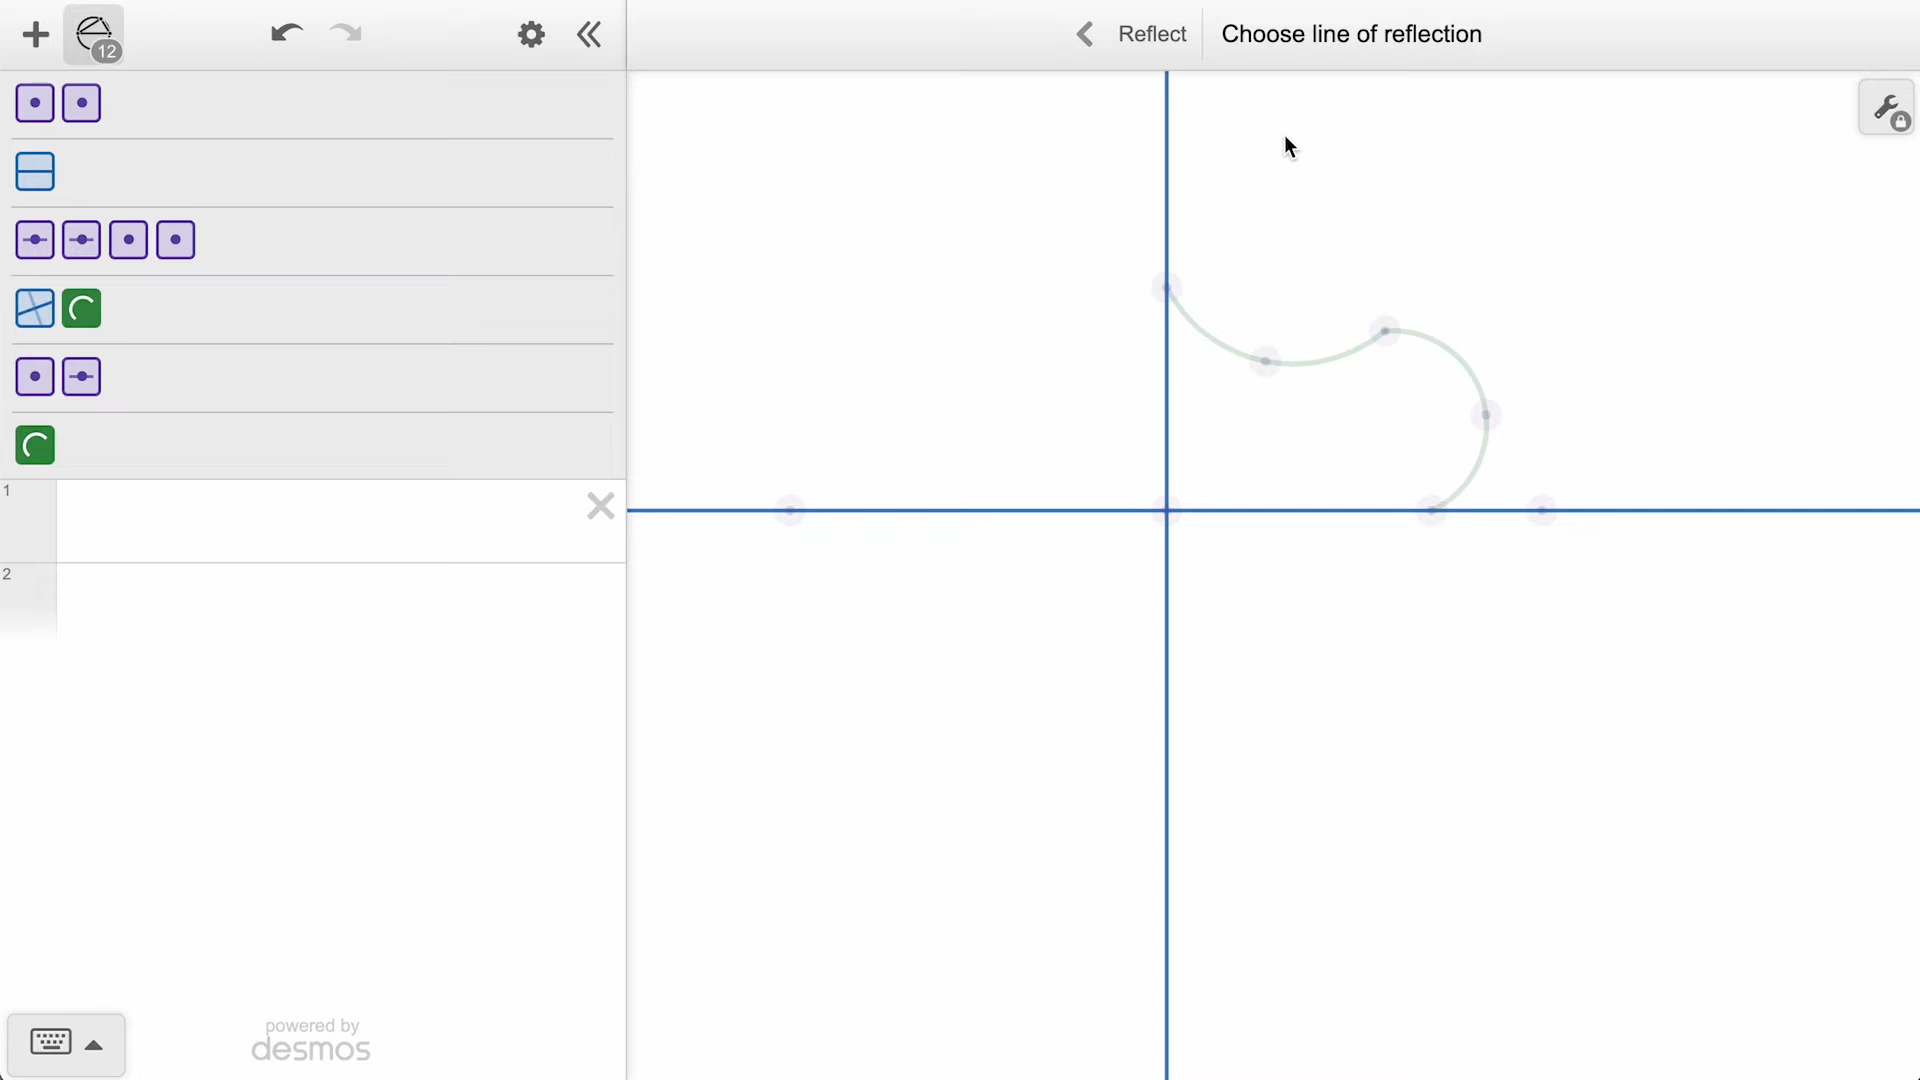 12
Reflect
Choose line of reflection
1
2
powered by
desmos